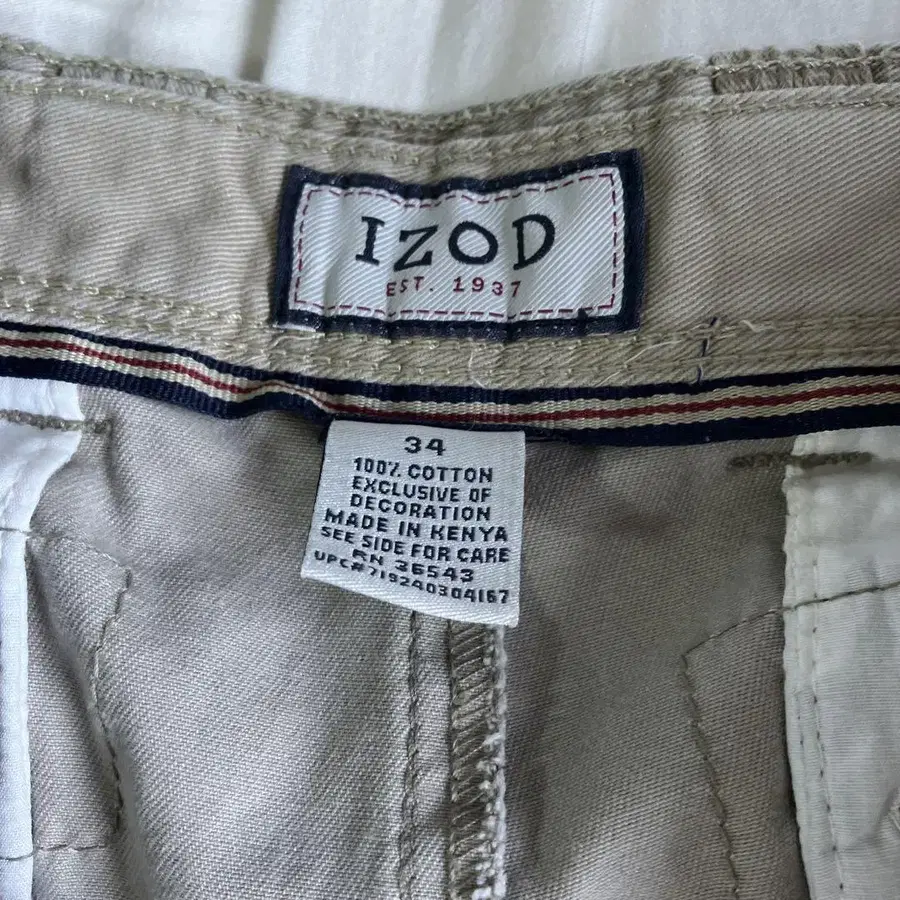 IZOD
EST. 1937
34
100% COTTON
EXCLUSIVE OF
DECORATION
MADE IN KENYA
SEE SIDE FOR CARE
RN 36543
UPC#719240304167